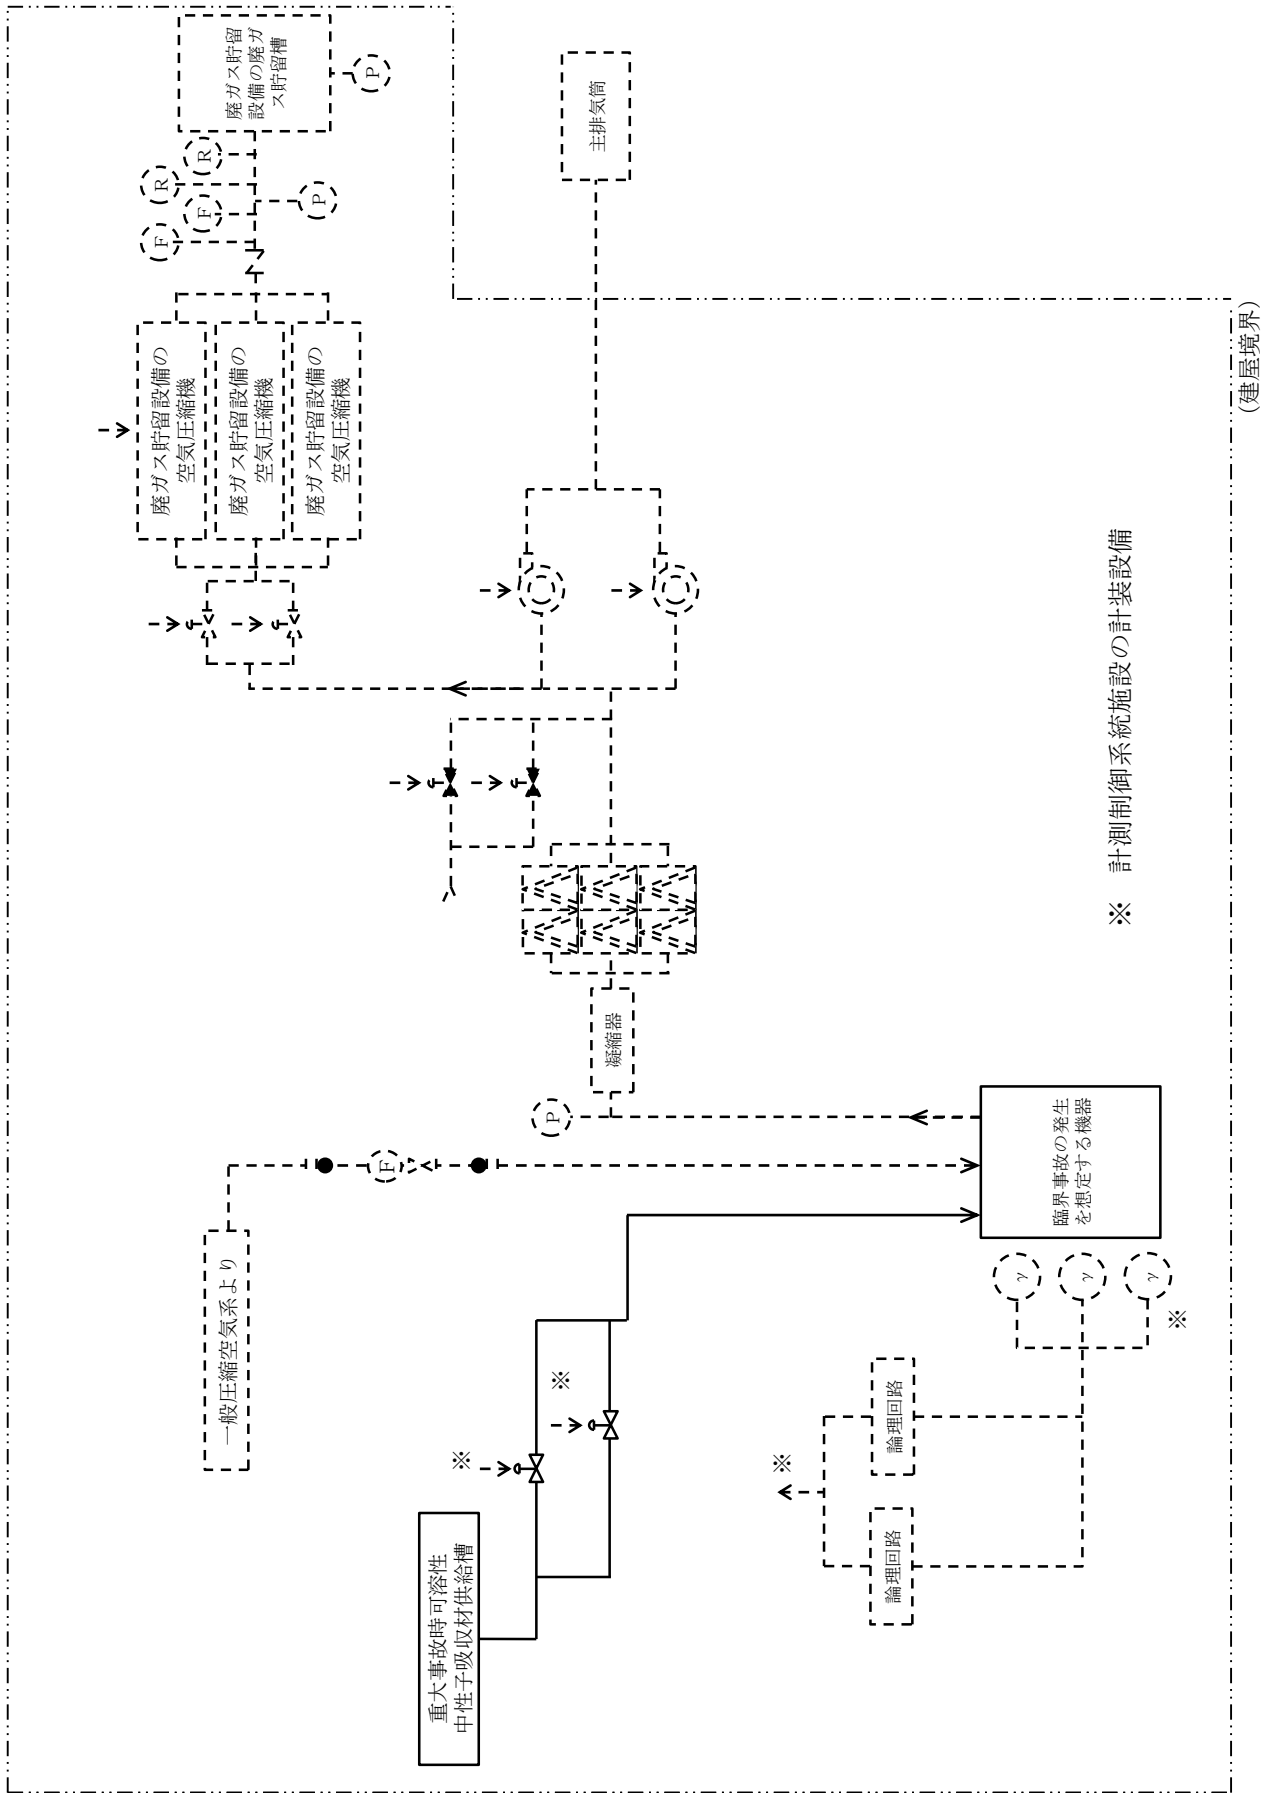 重大事故時可溶性
中性子吸収材供給槽
※
※
一般圧縮空気系より
F
P
論理回路
論理回路
※
γ
γ
γ
※
臨界事故の発生
を想定する機器
凝縮器
廃ガス貯留設備の
空気圧縮機
廃ガス貯留設備の
空気圧縮機
廃ガス貯留設備の
空気圧縮機
F
F
R
R
P
廃ガス貯留
設備の廃ガ
ス貯留槽
P
主排気筒
※ 計測制御系統施設の計装設備
(建屋境界)